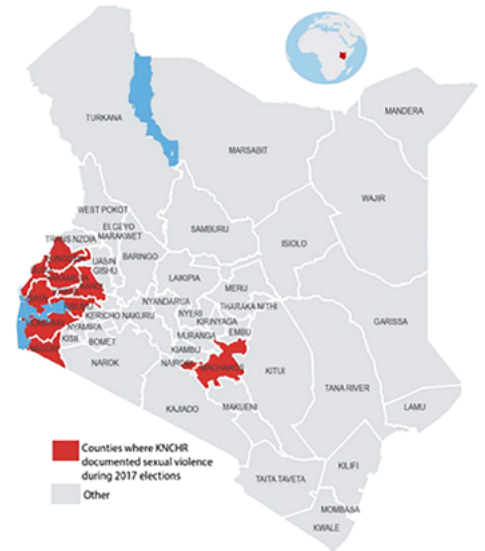 MANDERA
TURKANA
MARSABIT
WAJIR
WEST POKOT
SAMBURU
ELGEYO
MARAKWET
TRANS NZOIA
ISIOLO
BARINGO
UASIN
GISHU
LAIKIPIA
MERU
NYANDARUA
THARAKA NITHI
NYERI
KERICHO
NAKURU
KIRINYAGA
GARISSA
NYAMIRA
MURANGA
EMBU
KISII
BOMET
KIAMBU
NAROK
MACHAKOS
KITUI
TANA RIVER
KAJIADO
MAKUENI
LAMU
KILIFI
TAITA TAVETA
MOMBASA
KWALE
Counties where KNCHR
documented sexual violence
during 2017 elections
Other